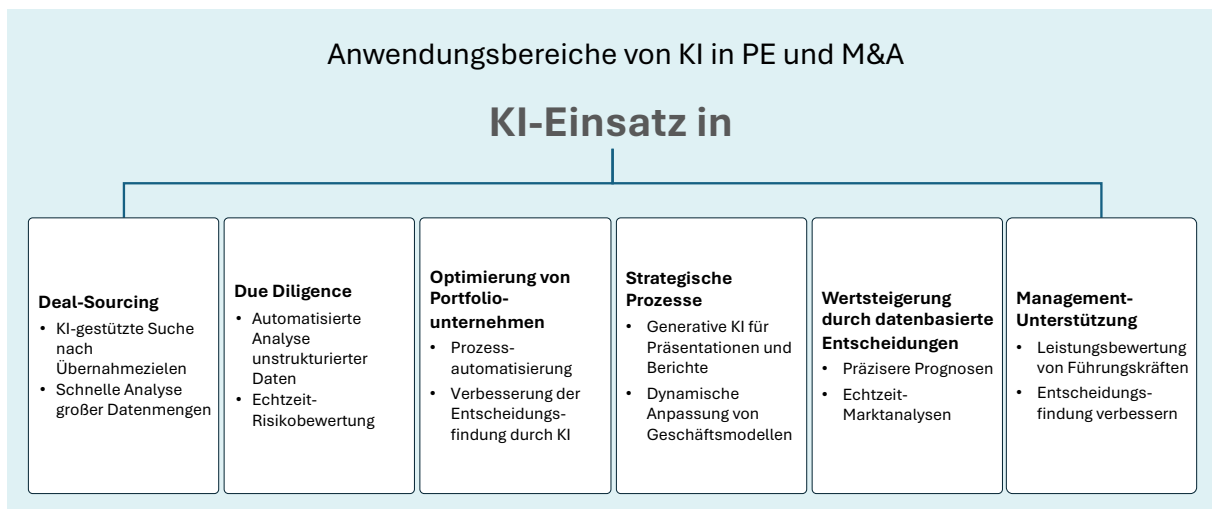 Anwendungsbereiche von KI in PE und M&A
KI-Einsatz in
Deal-Sourcing
• KI-gestützte Suche
nach
Übernahmezielen
• Schnelle Analyse
großer Datenmengen
Due Diligence
• Automatisierte
Analyse
unstrukturierter
Daten
• Echtzeit-
Risikobewertung
Optimierung von
Portfolio-
unternehmen
• Prozess-
automatisierung
• Verbesserung der
Entscheidungs-
findung durch KI
Strategische
Prozesse
• Generative KI für
Präsentationen und
Berichte
• Dynamische
Anpassung von
Geschäftsmodellen
Wertsteigerung
durch datenbasierte
Entscheidungen
• Präzisere Prognosen
• Echtzeit-
Marktanalysen
Management-
Unterstützung
• Leistungsbewertung
von Führungskräften
• Entscheidungs-
findung verbessern